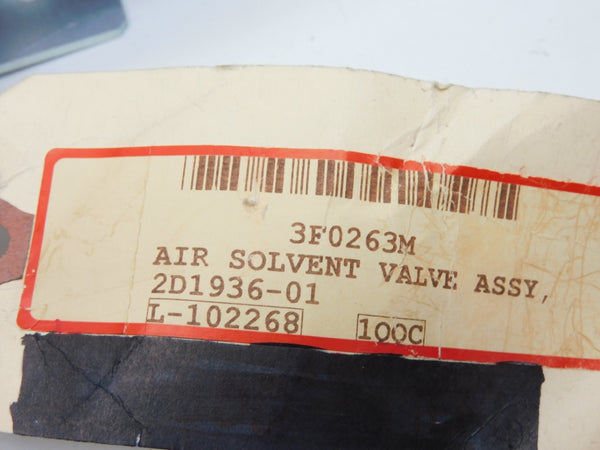 3F0263M
AIR SOLVENT VALVE ASSY,
2D1936-01
L-102268 100C